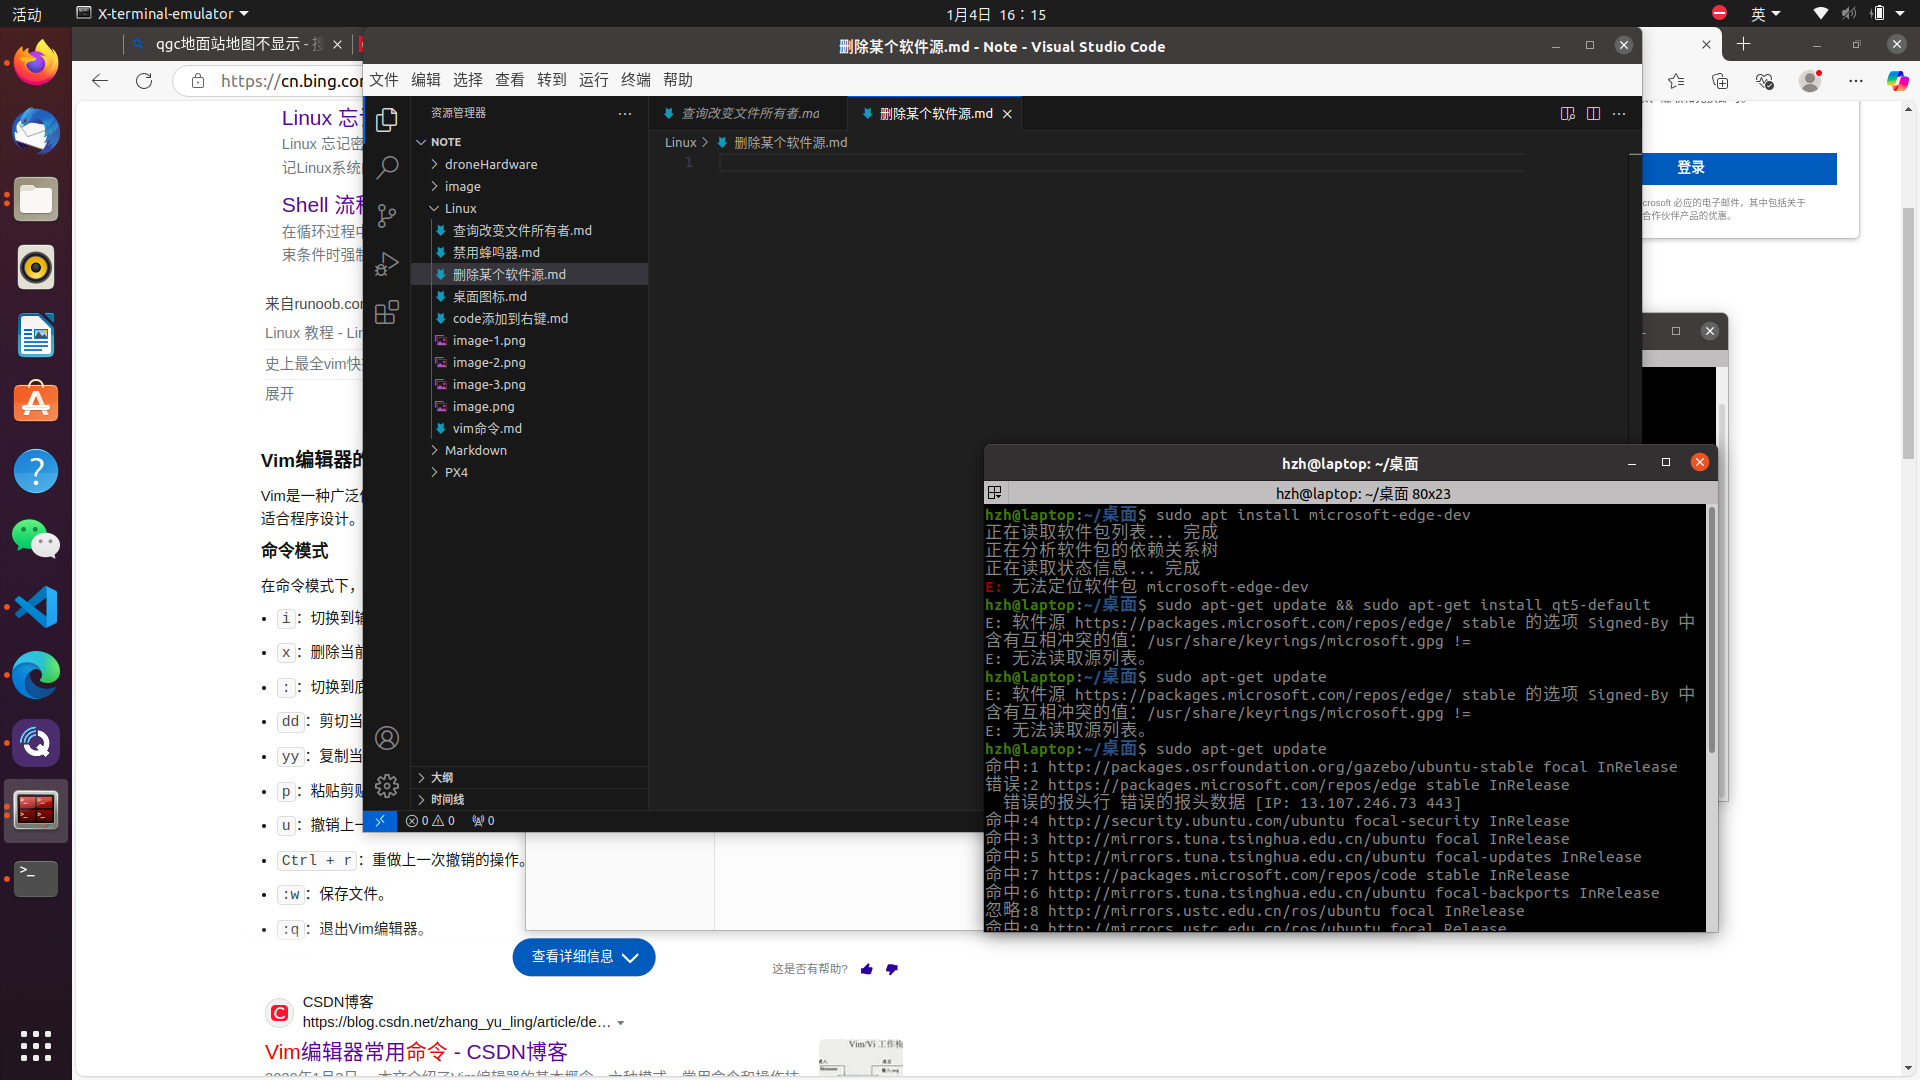 活动
X-terminal-emulator
1月4日 16：15
英
qgc地面站地图不显示 -
https://cn.bing.co
Linux 忘
Linux 忘记密
记Linux系统
Shell 流
在循环过程
束条件时强
来自runoob.co
Linux 教程 - Li
史上最全vim快
展开
Vim编辑器的
Vim是一种广泛
适合程序设计。
命令模式
在命令模式下，
i：切换到
x：删除当前
:：切换到底
dd：剪切当
yy：复制当
p：粘贴剪
u：撤销上一
Ctrl + r：重做上一次撤销的操作。
:w：保存文件。
:q：退出Vim编辑器。
查看详细信息
这是否有帮助?
CSDN博客
https://blog.csdn.net/zhang_yu_ling/article/de…
Vim编辑器常用命令 - CSDN博客
Vim/Vi 工作模
登录
crosoft 必应的电子邮件，其中包括关于
合作伙伴产品的优惠。
删除某个软件源.md - Note - Visual Studio Code
文件 编辑 选择 查看 转到 运行 终端 帮助
资源管理器
NOTE
droneHardware
image
Linux
查询改变文件所有者.md
禁用蜂鸣器.md
删除某个软件源.md
桌面图标.md
code添加到右键.md
image-1.png
image-2.png
image-3.png
image.png
vim命令.md
Markdown
PX4
大纲
时间线
0 0 0
查询改变文件所有者.md
删除某个软件源.md
Linux > 删除某个软件源.md
1
hzh@laptop: ~/桌面
hzh@laptop: ~/桌面 80x23
hzh@laptop:~/桌面$ sudo apt install microsoft-edge-dev
正在读取软件包列表... 完成
正在分析软件包的依赖关系树
正在读取状态信息... 完成
E: 无法定位软件包 microsoft-edge-dev
hzh@laptop:~/桌面$ sudo apt-get update && sudo apt-get install qt5-default
E: 软件源 https://packages.microsoft.com/repos/edge/ stable 的选项 Signed-By 中
含有互相冲突的值：/usr/share/keyrings/microsoft.gpg !=
E: 无法读取源列表。
hzh@laptop:~/桌面$ sudo apt-get update
E: 软件源 https://packages.microsoft.com/repos/edge/ stable 的选项 Signed-By 中
含有互相冲突的值：/usr/share/keyrings/microsoft.gpg !=
E: 无法读取源列表。
hzh@laptop:~/桌面$ sudo apt-get update
命中:1 http://packages.osrfoundation.org/gazebo/ubuntu-stable focal InRelease
错误:2 https://packages.microsoft.com/repos/edge stable InRelease
错误的报头行 错误的报头数据 [IP: 13.107.246.73 443]
命中:4 http://security.ubuntu.com/ubuntu focal-security InRelease
命中:3 http://mirrors.tuna.tsinghua.edu.cn/ubuntu focal InRelease
命中:5 http://mirrors.tuna.tsinghua.edu.cn/ubuntu focal-updates InRelease
命中:7 https://packages.microsoft.com/repos/code stable InRelease
命中:6 http://mirrors.tuna.tsinghua.edu.cn/ubuntu focal-backports InRelease
忽略:8 http://mirrors.ustc.edu.cn/ros/ubuntu focal InRelease
命中:9 http://mirrors.ustc.edu.cn/ros/ubuntu focal Release